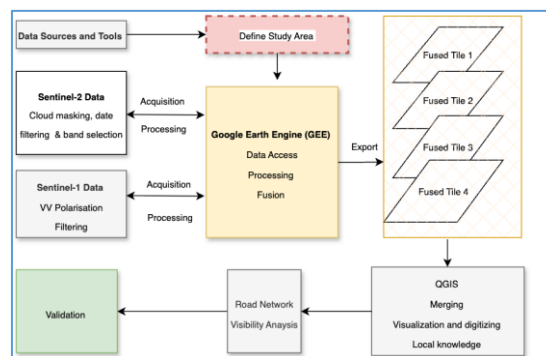 Data Sources and Tools
Define Study Area
Sentinel-2 Data
Cloud masking, date
filtering & band selection
Acquisition
Processing
Google Earth Engine (GEE)
Data Access
Processing
Fusion
Export
Fused Tile 1
Fused Tile 2
Fused Tile 3
Fused Tile 4
Sentinel-1 Data
VV Polarisation
Filtering
Acquisition
Processing
QGIS
Merging
Visualization and digitizing
Local knowledge
Road Network
Visibility Anaysis
Validation